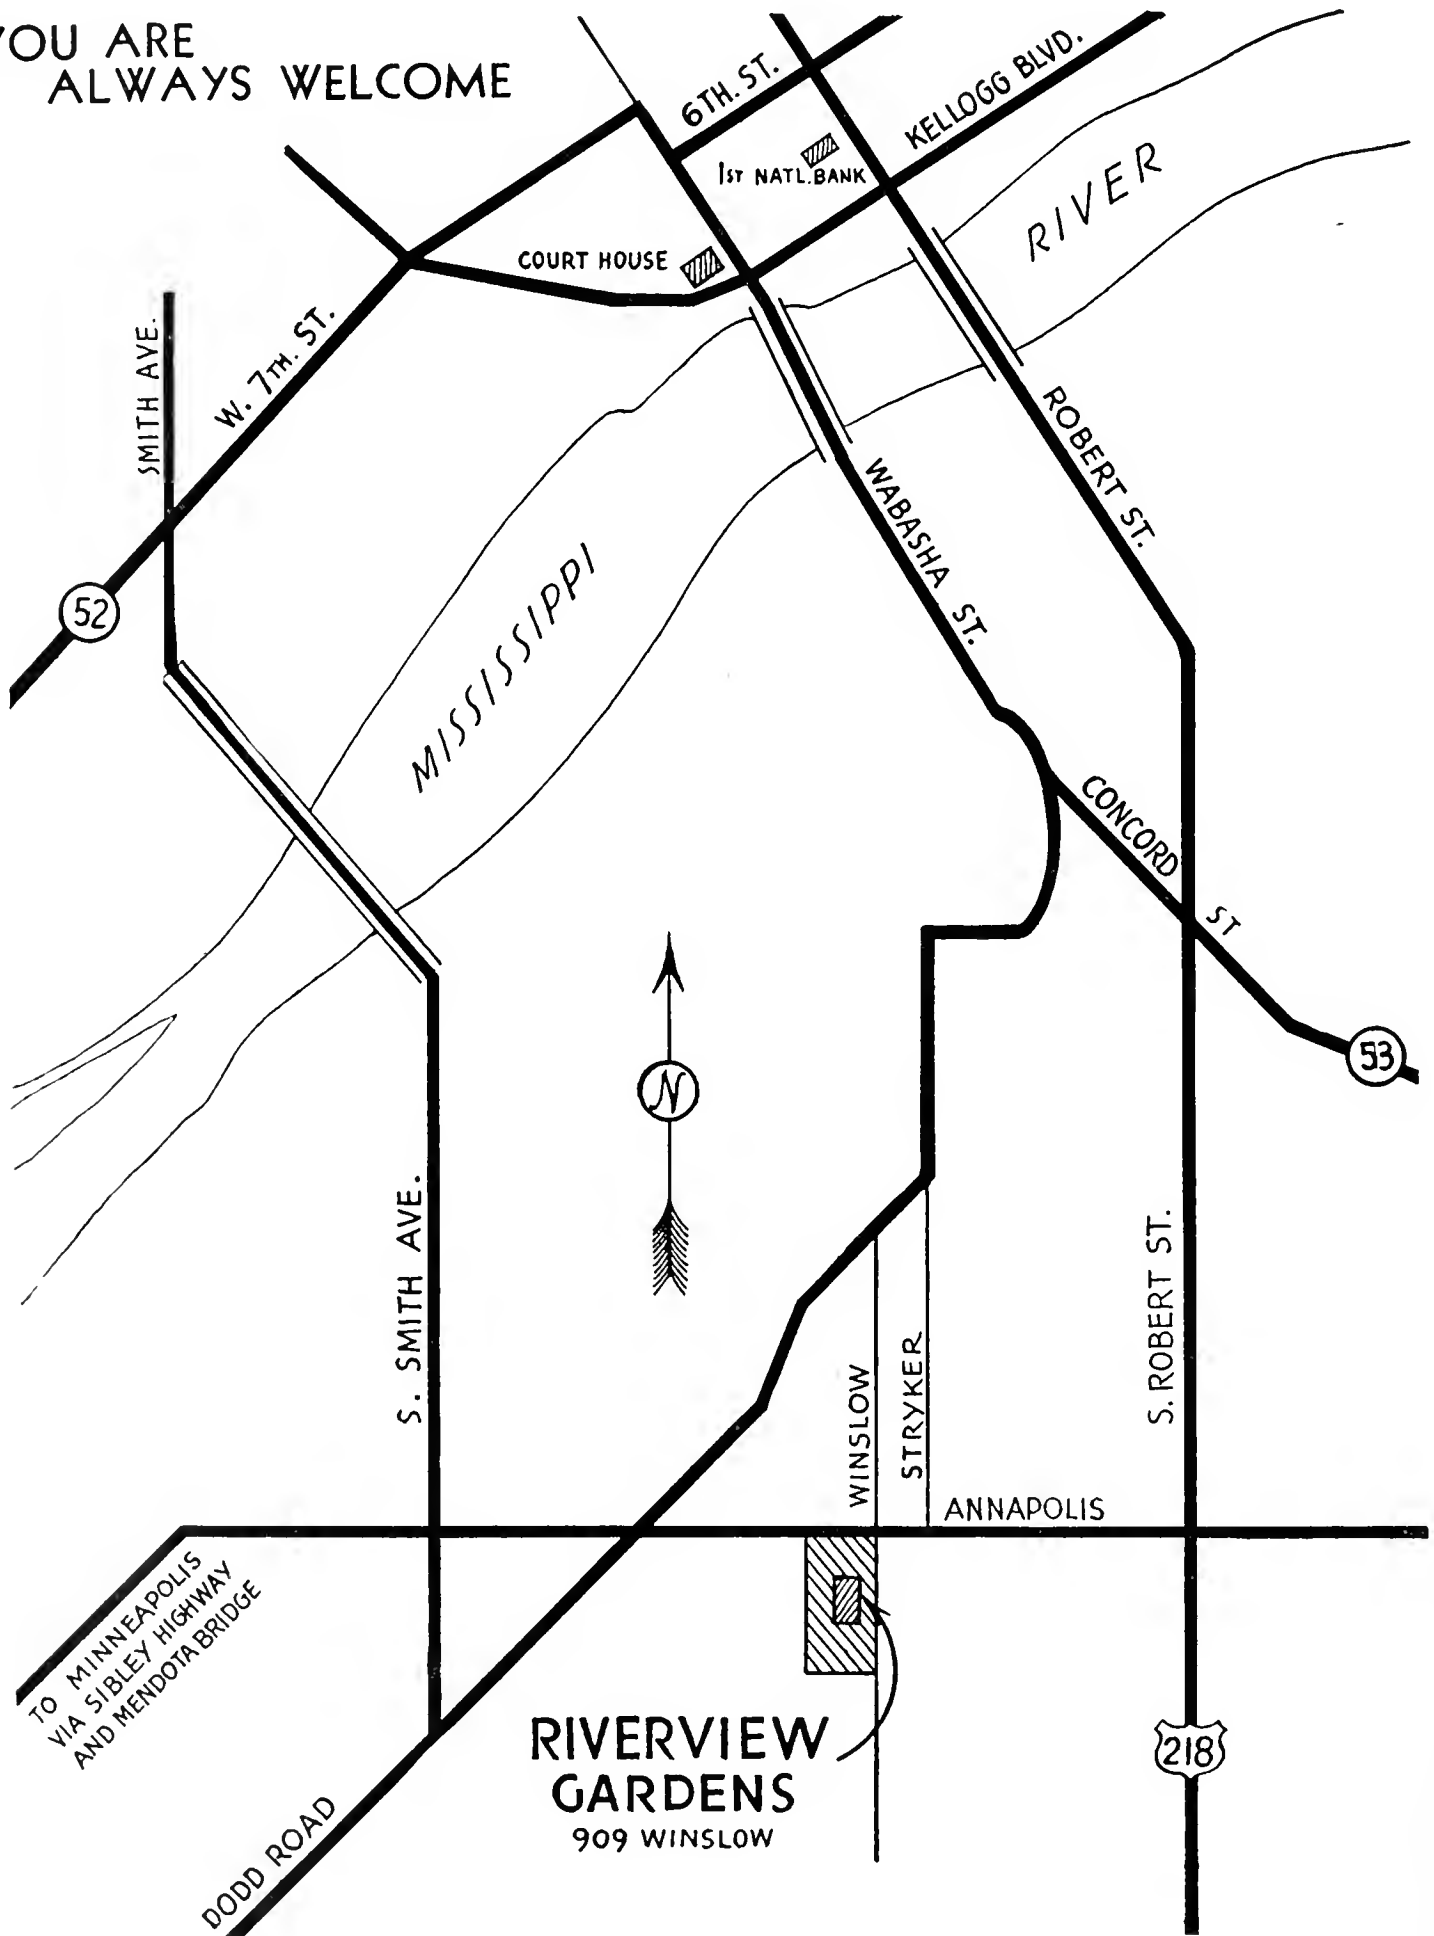 YOU ARE
ALWAYS WELCOME
6TH. ST.
KELLOGG BLVD.
1ST NATL. BANK
RIVER
COURT HOUSE
SMITH AVE.
W. 7TH. ST.
ROBERT ST.
WABASHA ST.
52
MISSISSIPPI
CONCORD ST
53
N
S. SMITH AVE.
S. ROBERT ST.
WINSLOW
STRYKER
ANNAPOLIS
TO MINNEAPOLIS
VIA SIBLEY HIGHWAY
AND MENDOTA BRIDGE
RIVERVIEW
GARDENS
909 WINSLOW
218
DODD ROAD